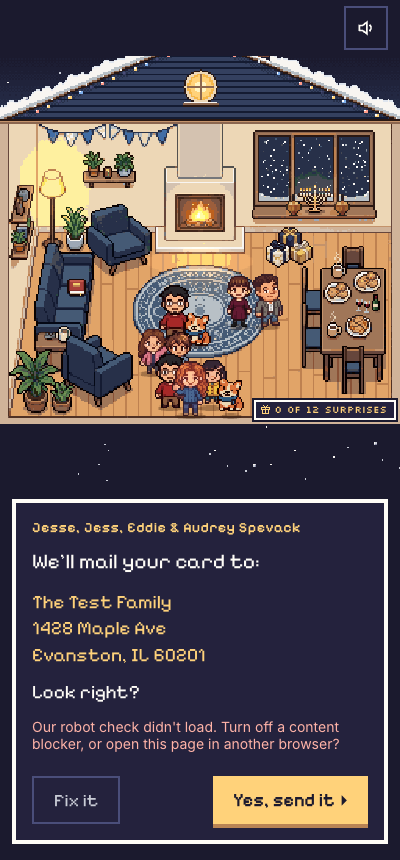 0 OF 12 SURPRISES
Jesse, Jess, Eddie & Audrey Spevack
We'll mail your card to:
The Test Family
1428 Maple Ave
Evanston, IL 60201
Look right?
Our robot check didn't load. Turn off a content
blocker, or open this page in another browser?
Fix it
Yes, send it